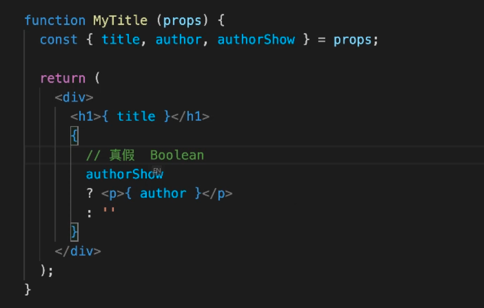 function MyTitle (props) {
const { title, author, authorShow } = props;
return (
<div>
<h1>{ title }</h1>
{
// 真假  Boolean
authorShow
? <p>{ author }</p>
: ''
}
</div>
);
}